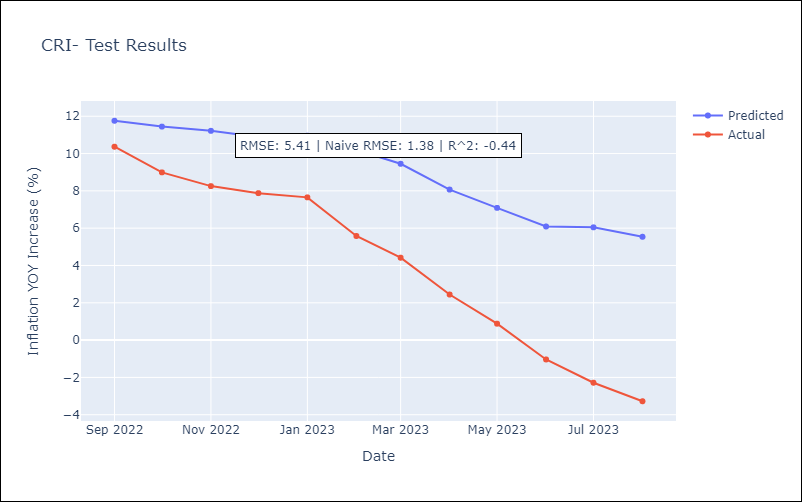 CRI- Test Results
Predicted
Actual
RMSE: 5.41 | Naive RMSE: 1.38 | R^2: -0.44
Inflation YOY Increase (%)
12
10
8
6
4
2
0
−2
−4
Sep 2022
Nov 2022
Jan 2023
Mar 2023
May 2023
Jul 2023
Date